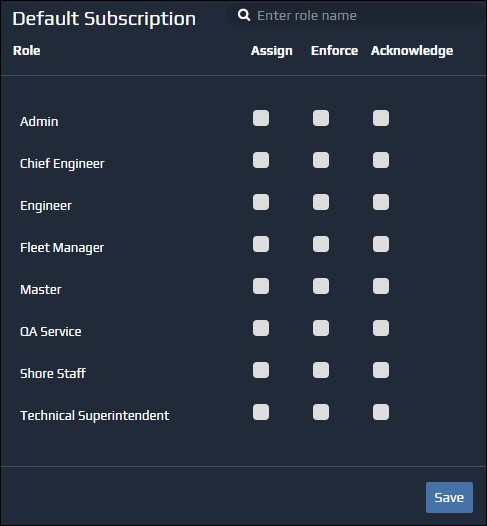 Default Subscription
Enter role name
Role Assign Enforce Acknowledge
Admin
Chief Engineer
Engineer
Fleet Manager
Master
QA Service
Shore Staff
Technical Superintendent
Save